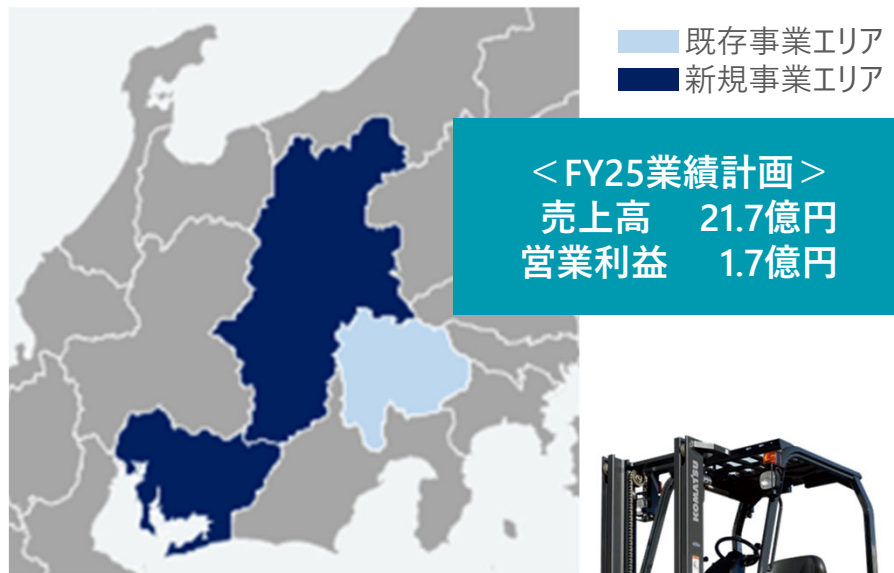 既存事業エリア
新規事業エリア
＜FY25業績計画＞
売上高 21.7億円
営業利益 1.7億円
KOMATSU